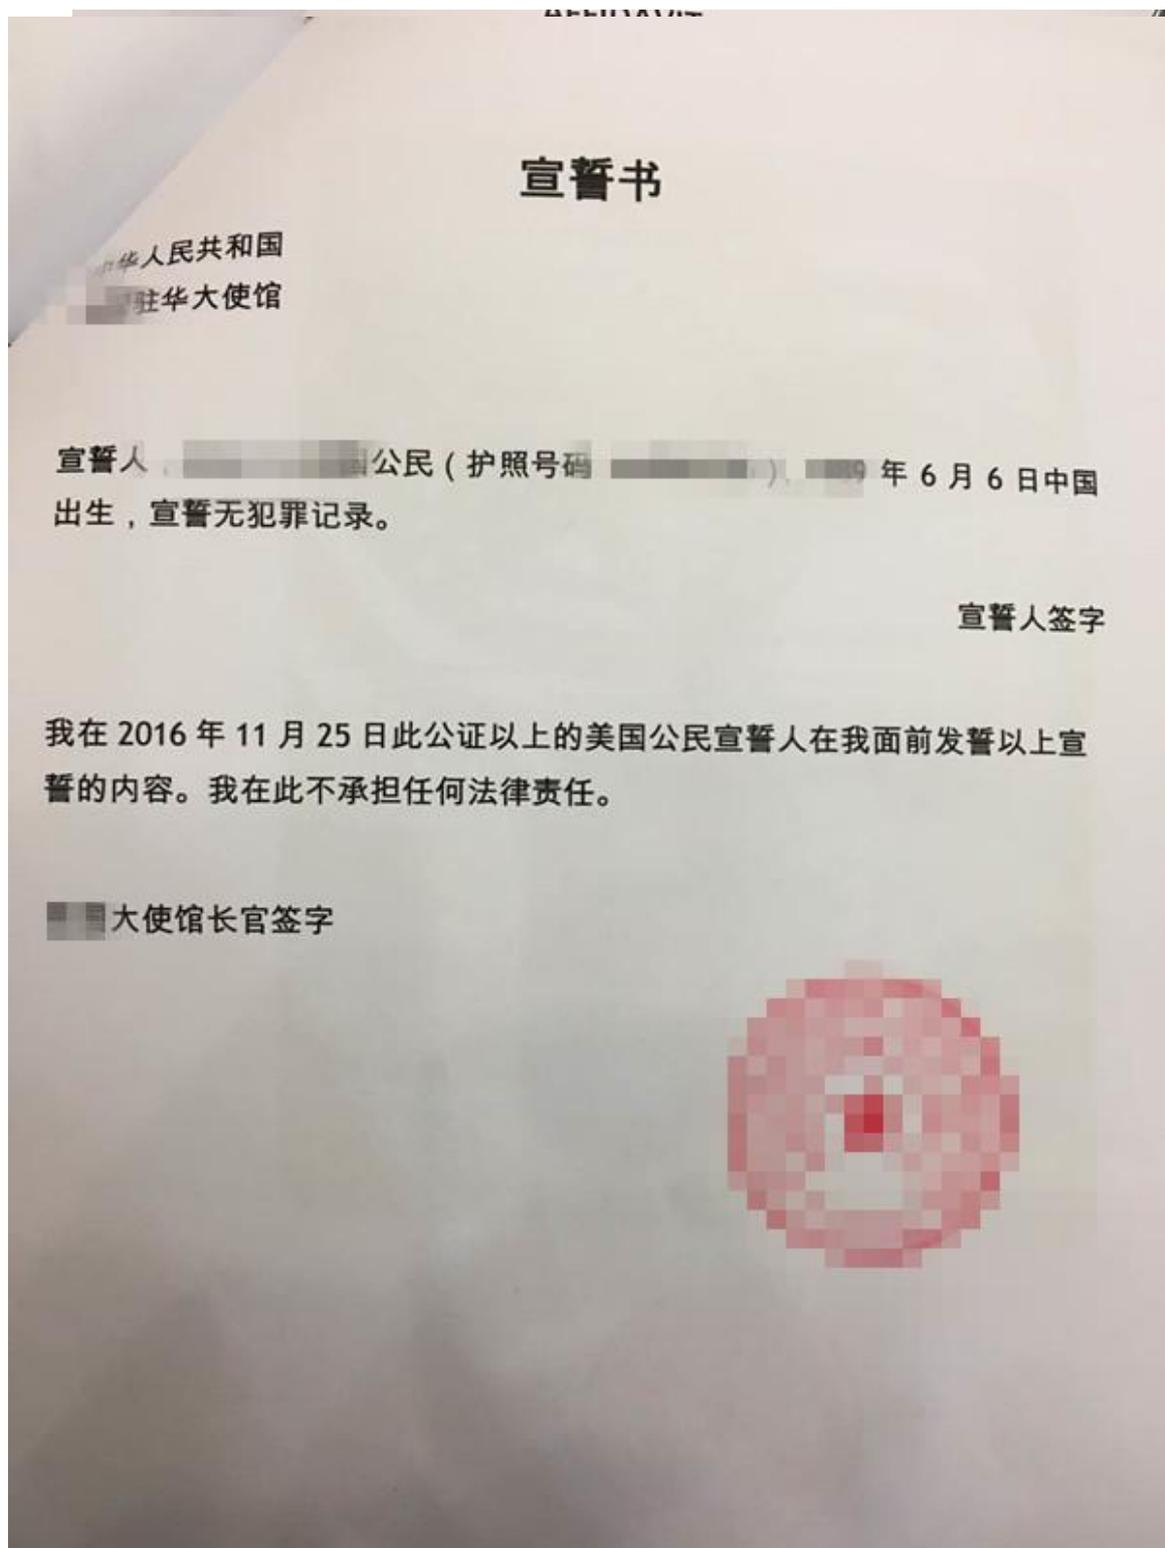 宣誓书
中华人民共和国
驻华大使馆
宣誓人 公民（护照号码 ）、 89 年 6 月 6 日中国
出生，宣誓无犯罪记录。
宣誓人签字
我在 2016 年 11 月 25 日此公证以上的美国公民宣誓人在我面前发誓以上宣
誓的内容。我在此不承担任何法律责任。
大使馆长官签字